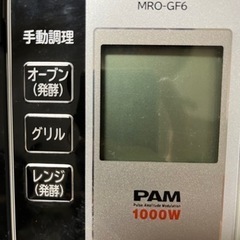 MRO-GF6
手動調理
オーブン
(発酵)
グリル
レンジ
(発酵)
PAM
Pulse Amplitude Modulation
1000W